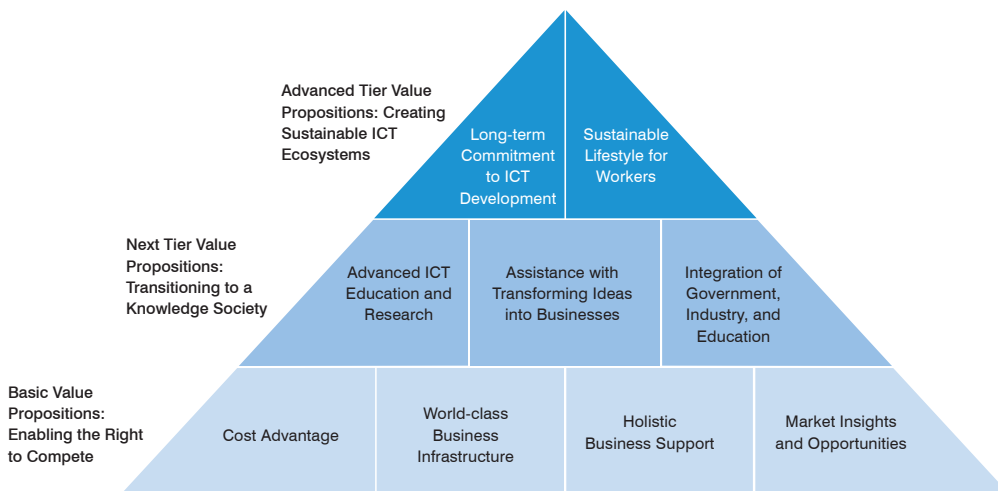 Advanced Tier Value
Propositions: Creating
Sustainable ICT
Ecosystems
Long-term
Commitment
to ICT
Development
Sustainable
Lifestyle for
Workers
Next Tier Value
Propositions:
Transitioning to a
Knowledge Society
Advanced ICT
Education and
Research
Assistance with
Transforming Ideas
into Businesses
Integration of
Government,
Industry, and
Education
Basic Value
Propositions:
Enabling the Right
to Compete
Cost Advantage
World-class
Business
Infrastructure
Holistic
Business Support
Market Insights
and Opportunities